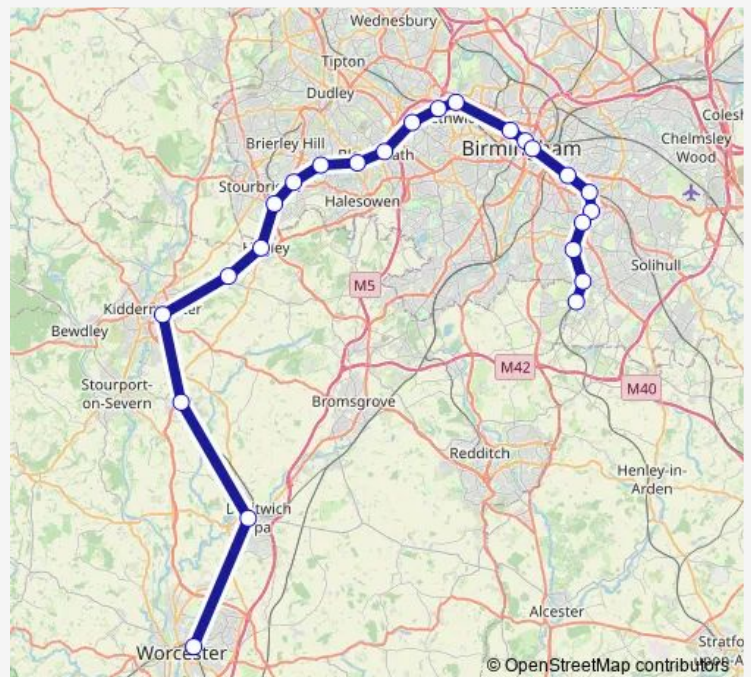 Wednesbury
Tipton
Dudley
Colesh
Chelmsley
Wood
Brierley Hill
Birmingham
Halesowen
Solihull
M5
Bewdley
M42
M40
Stourport-
on-Severn
Bromsgrove
Redditch
Henley-in-
Arden
Alcester
Worcester
Stratfo
© OpenStreetMap contributors